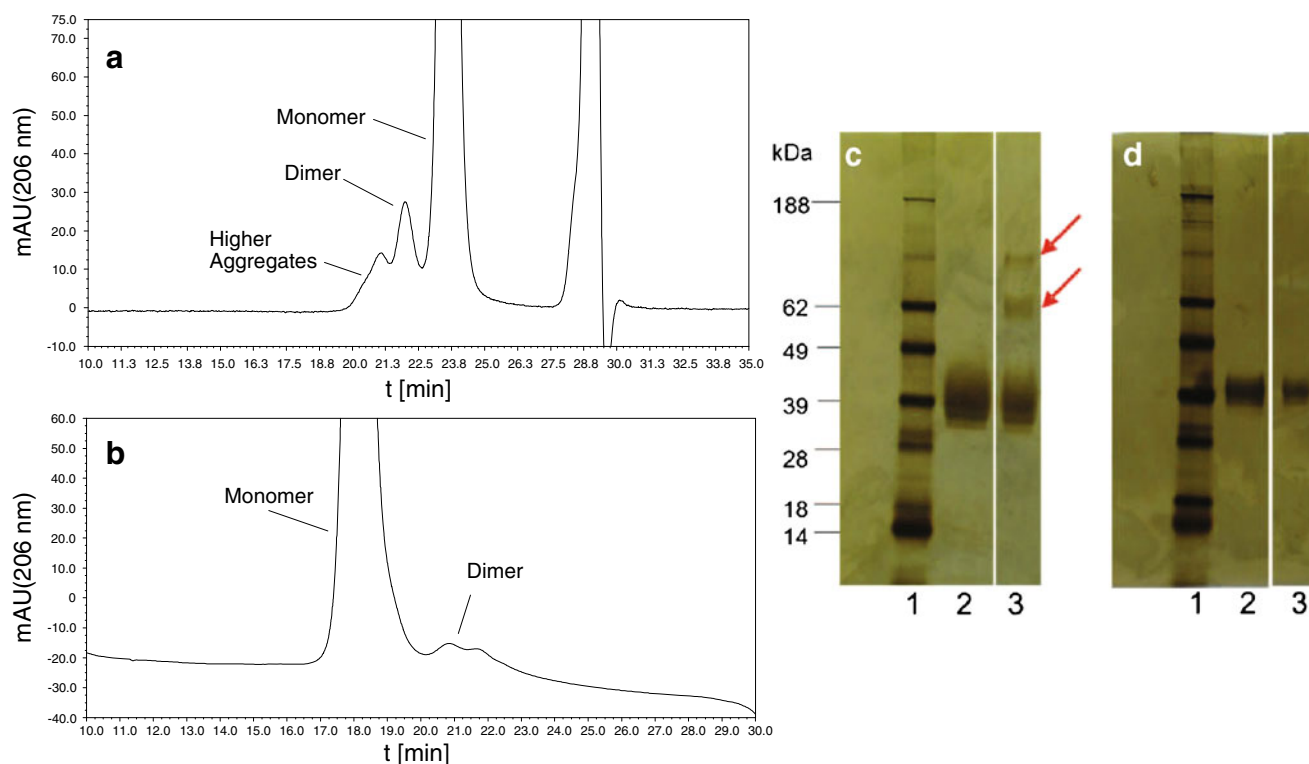 a
75.0
70.0
60.0
50.0
40.0
30.0
20.0
10.0
0
-10.0
mAU(206 nm)
Monomer
Dimer
Higher
Aggregates
10.0 11.3 12.5 13.8 15.0 16.3 17.5 18.8 20.0 21.3 22.5 23.8 25.0 26.3 27.5 28.8 30.0 31.3 32.5 33.8 35.0
t [min]
b
60.0
50.0
40.0
30.0
20.0
10.0
0
-10.0
-20.0
-30.0
-40.0
mAU(206 nm)
Monomer
Dimer
10.0 11.0 12.0 13.0 14.0 15.0 16.0 17.0 18.0 19.0 20.0 21.0 22.0 23.0 24.0 25.0 26.0 27.0 28.0 29.0 30.0
t [min]
kDa
c
188
62
49
39
28
18
14
1 2 3
d
1 2 3